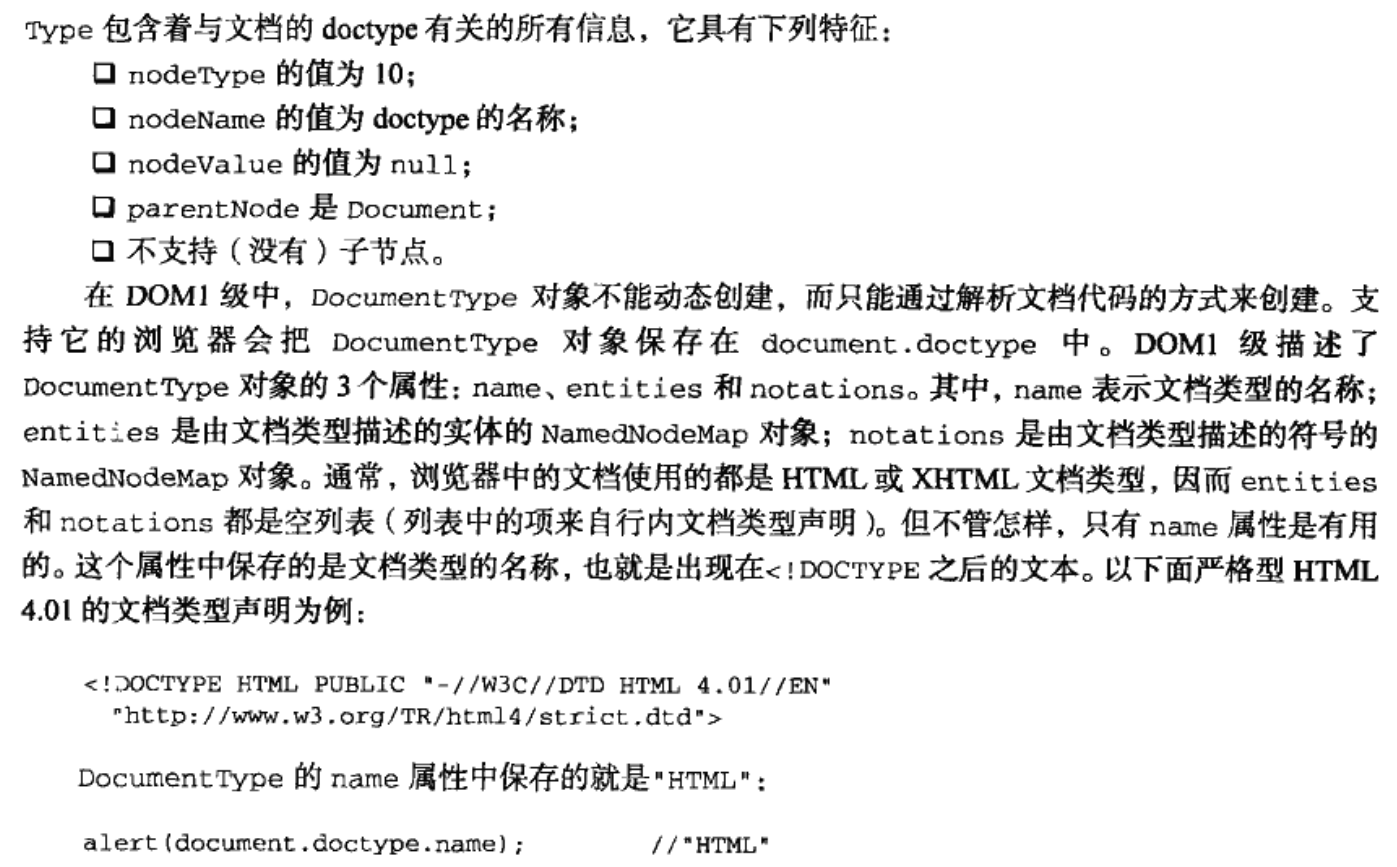 Type 包含着与文档的 doctype 有关的所有信息，它具有下列特征：
❑ nodeType 的值为 10；
❑ nodeName 的值为 doctype 的名称；
❑ nodeValue 的值为 null；
❑ parentNode 是 Document；
❑ 不支持（没有）子节点。
在 DOM1 级中，DocumentType 对象不能动态创建，而只能通过解析文档代码的方式来创建。支
持它的浏览器会把 DocumentType 对象保存在 document.doctype 中。DOM1 级描述了
DocumentType 对象的 3 个属性：name、entities 和 notations。其中，name 表示文档类型的名称；
entities 是由文档类型描述的实体的 NamedNodeMap 对象；notations 是由文档类型描述的符号的
NamedNodeMap 对象。通常，浏览器中的文档使用的都是 HTML 或 XHTML 文档类型，因而 entities
和 notations 都是空列表（列表中的项来自行内文档类型声明）。但不管怎样，只有 name 属性是有用
的。这个属性中保存的是文档类型的名称，也就是出现在<!DOCTYPE 之后的文本。以下面严格型 HTML
4.01 的文档类型声明为例：
<!DOCTYPE HTML PUBLIC "-//W3C//DTD HTML 4.01//EN"
"http://www.w3.org/TR/html4/strict.dtd">
DocumentType 的 name 属性中保存的就是"HTML"：
alert(document.doctype.name); //"HTML"